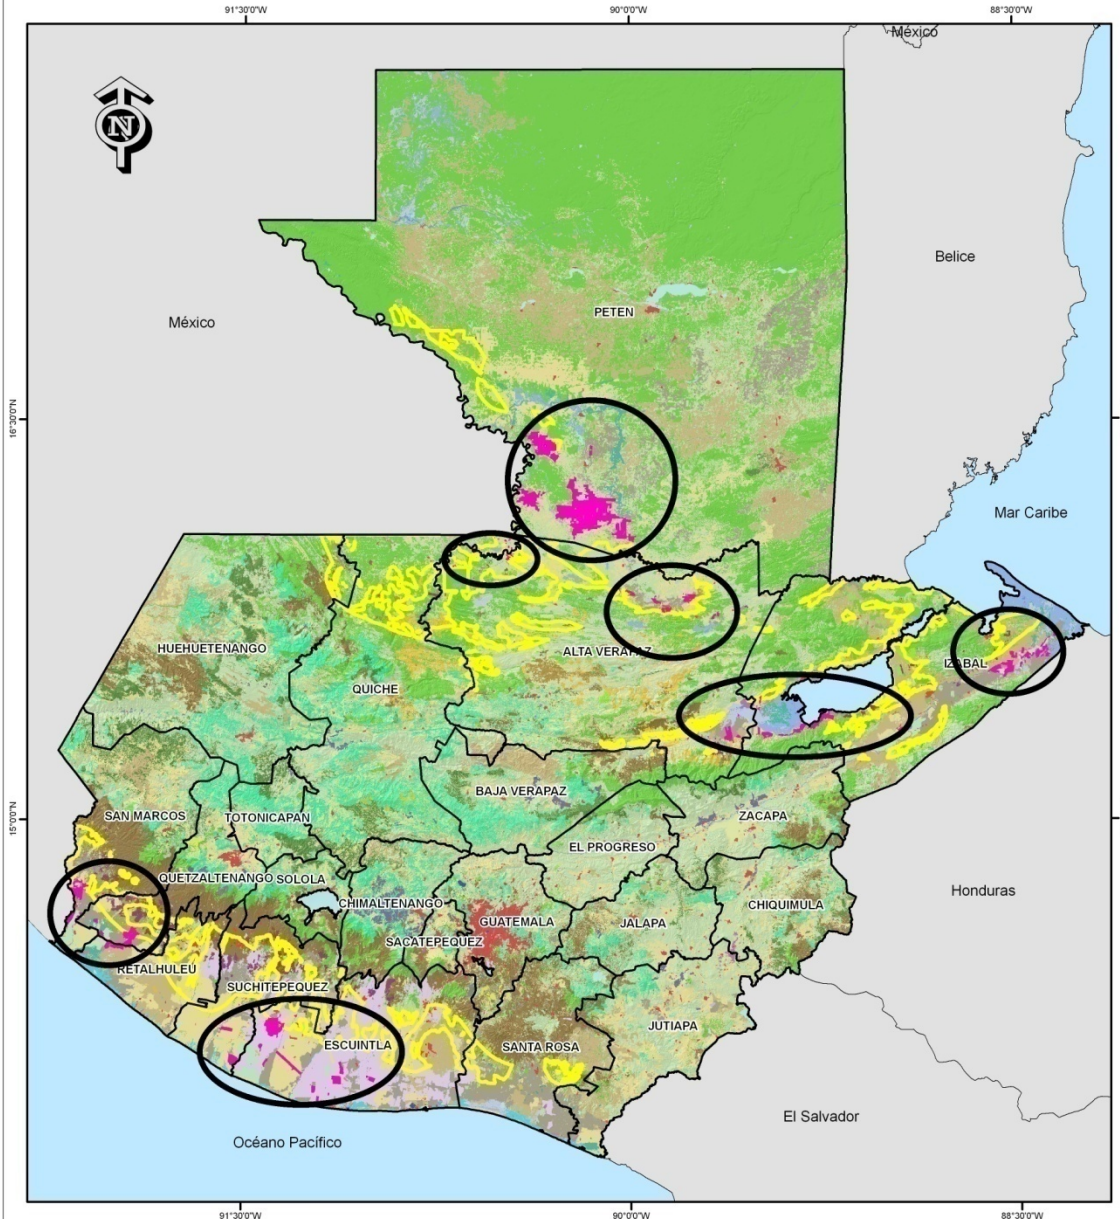 91°30'0"W
90°0'0"W
88°30'0"W
México
N
Belice
PETEN
México
16°30'0"N
Mar Caribe
HUEHUETENANGO
ALTA VERAPAZ
IZABAL
QUICHE
BAJA VERAPAZ
SAN MARCOS
TOTONICAPAN
ZACAPA
15°0'0"N
EL PROGRESO
QUETZALTENANGO
SOLOLA
Honduras
CHIMALTENANGO
CHIQUIMULA
GUATEMALA
JALAPA
SACATEPEQUEZ
RETALHULEU
SUCHITEPEQUEZ
JUTIAPA
ESCUINTLA
SANTA ROSA
El Salvador
Océano Pacífico
91°30'0"W
90°0'0"W
88°30'0"W